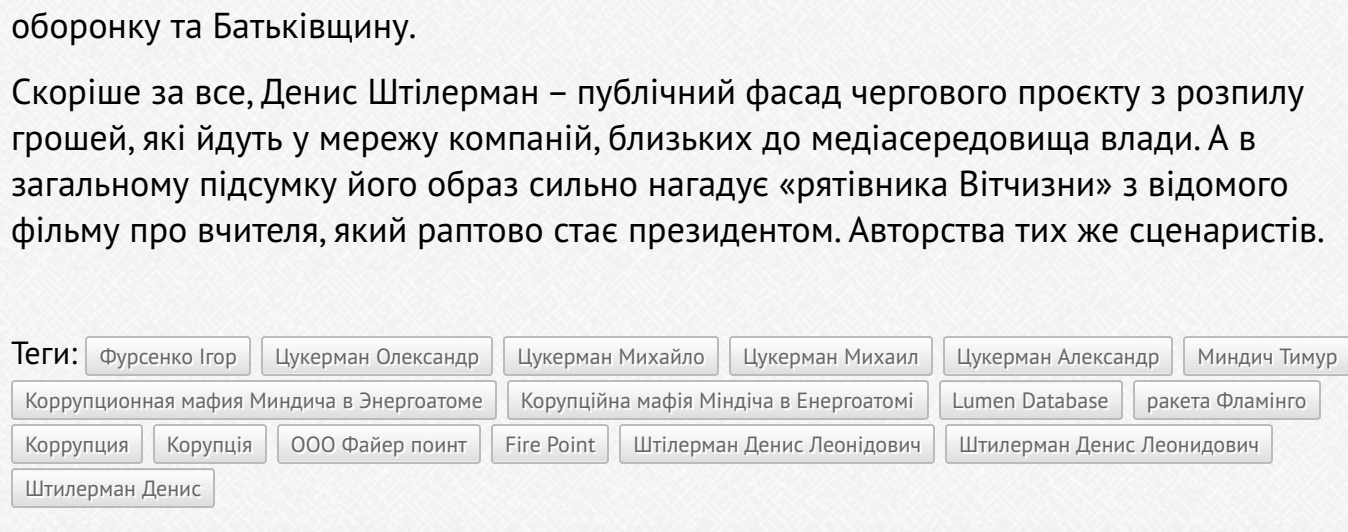 оборонку та Батьківщину.
Скоріше за все, Денис Штілерман – публічний фасад чергового проєкту з розпилу
грошей, які йдуть у мережу компаній, близьких до медіасередовища влади. А в
загальному підсумку його образ сильно нагадує «рятівника Вітчизни» з відомого
фільму про вчителя, який раптово стає президентом. Авторства тих же сценаристів.
Теги: Фурсенко Ігор Цукерман Олександр Цукерман Михайло Цукерман Михаил Цукерман Александр Миндич Тимур
Коррупционная мафия Миндича в Энергоатоме Корупційна мафія Міндіча в Енергоатомі Lumen Database ракета Фламінго
Коррупция Корупція ООО Файер поинт Fire Point Штілерман Денис Леонідович Штилерман Денис Леонидович
Штилерман Денис